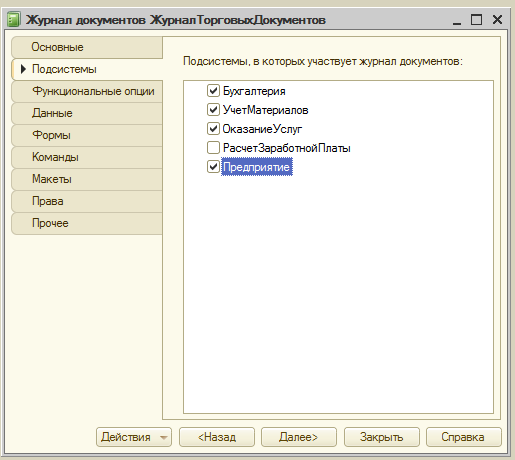 Журнал документов ЖурналТорговыхДокументов
Основные
Подсистемы
Функциональные опции
Данные
Формы
Команды
Макеты
Права
Прочее
Подсистемы, в которых участвует журнал документов:
Бухгалтерия
УчетМатериалов
ОказаниеУслуг
РасчетЗаработнойПлаты
Предприятие
Действия
<Назад
Далее>
Закрыть
Справка